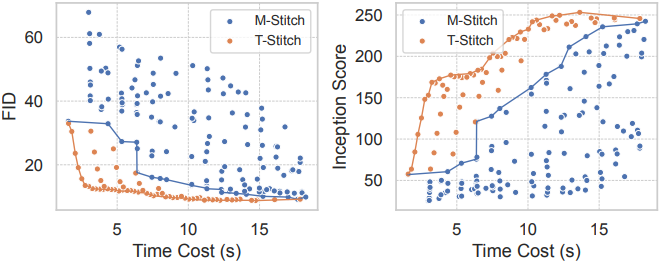 FID
60
40
20
M-Stitch
T-Stitch
5
10
15
Time Cost (s)
Inception Score
250
200
150
100
50
M-Stitch
T-Stitch
5
10
15
Time Cost (s)